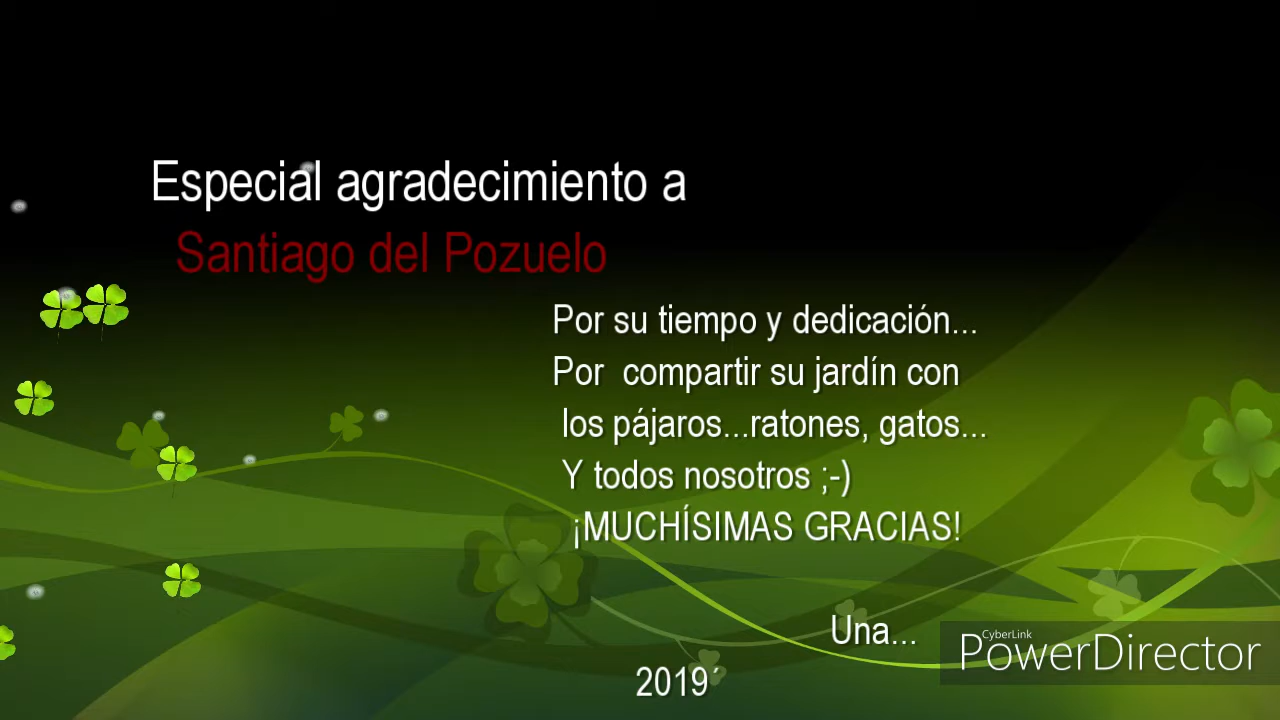 Especial agradecimiento a
Santiago del Pozuelo
Por su tiempo y dedicación...
Por compartir su jardín con
los pájaros...ratones, gatos...
Y todos nosotros ;-)
¡MUCHÍSIMAS GRACIAS!
Una...
CyberLink
PowerDirector
2019´